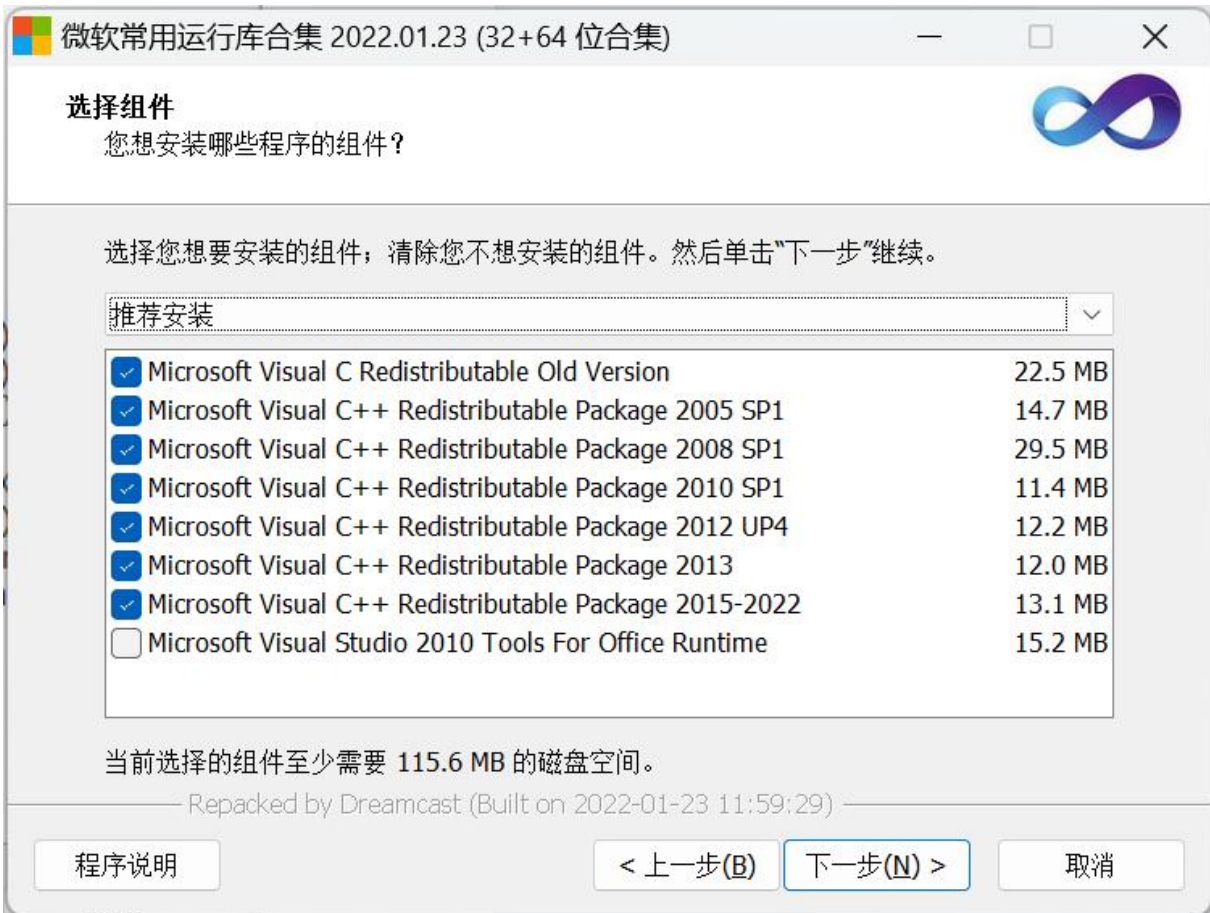 微软常用运行库合集 2022.01.23 (32+64 位合集)
选择组件
您想安装哪些程序的组件?
选择您想要安装的组件；清除您不想安装的组件。然后单击“下一步”继续。
推荐安装
Microsoft Visual C Redistributable Old Version 22.5 MB
Microsoft Visual C++ Redistributable Package 2005 SP1 14.7 MB
Microsoft Visual C++ Redistributable Package 2008 SP1 29.5 MB
Microsoft Visual C++ Redistributable Package 2010 SP1 11.4 MB
Microsoft Visual C++ Redistributable Package 2012 UP4 12.2 MB
Microsoft Visual C++ Redistributable Package 2013 12.0 MB
Microsoft Visual C++ Redistributable Package 2015-2022 13.1 MB
Microsoft Visual Studio 2010 Tools For Office Runtime 15.2 MB
当前选择的组件至少需要 115.6 MB 的磁盘空间。
Repacked by Dreamcast (Built on 2022-01-23 11:59:29)
程序说明 < 上一步(B) 下一步(N) > 取消